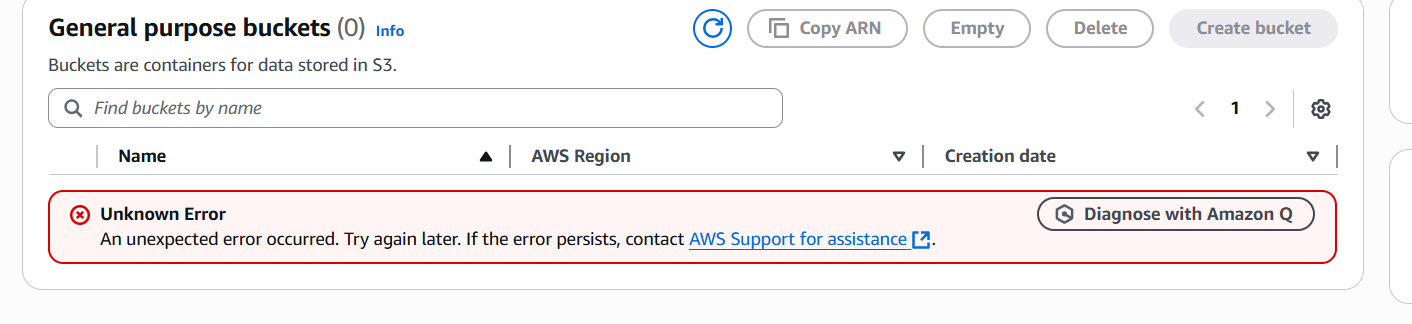 General purpose buckets (0) Info
Copy ARN
Empty
Delete
Create bucket
Buckets are containers for data stored in S3.
Find buckets by name
1
Name
AWS Region
Creation date
Unknown Error
Diagnose with Amazon Q
An unexpected error occurred. Try again later. If the error persists, contact AWS Support for assistance.